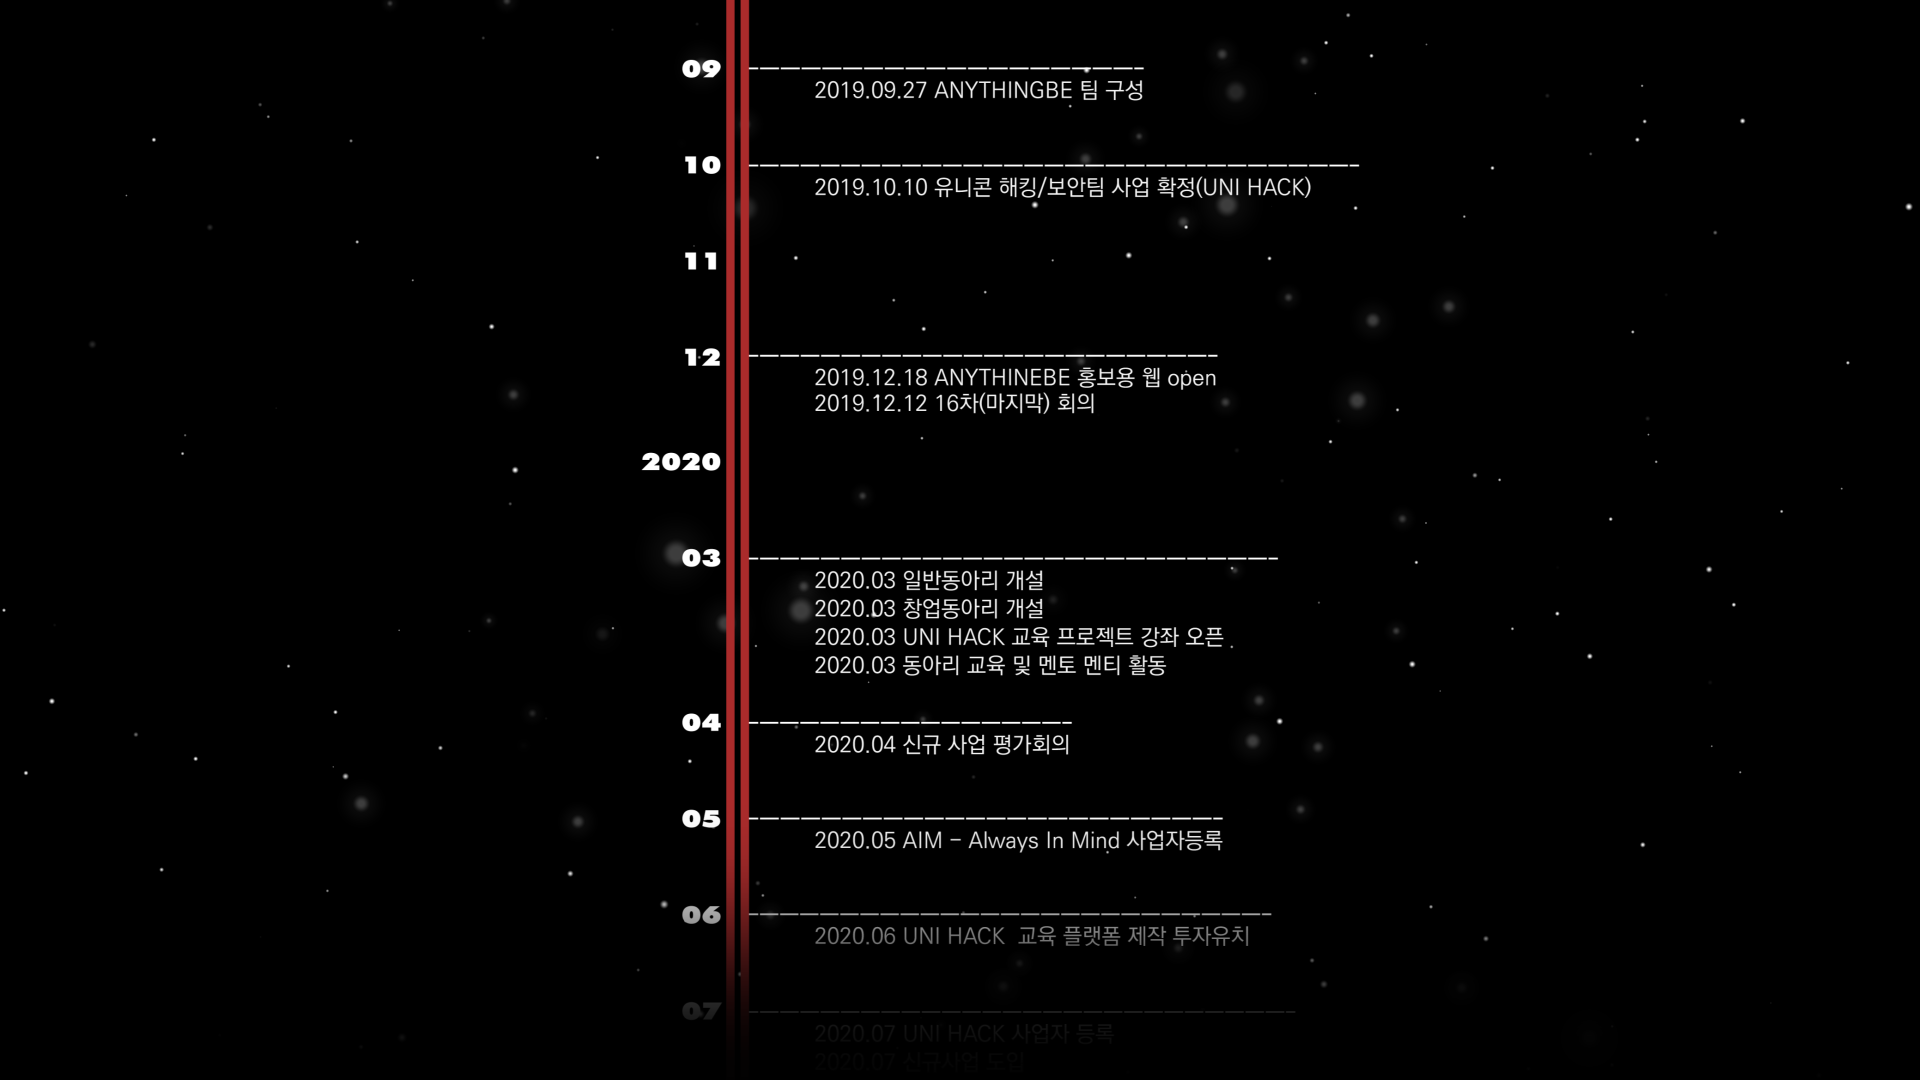 09
2019.09.27 ANYTHINGBE 팀 구성
10
2019.10.10 유니콘 해킹/보안팀 사업 확정(UNI HACK)
11
12
2019.12.18 ANYTHINEBE 홍보용 웹 open
2019.12.12 16차(마지막) 회의
2020
03
2020.03 일반동아리 개설
2020.03 창업동아리 개설
2020.03 UNI HACK 교육 프로젝트 강좌 오픈
2020.03 동아리 교육 및 멘토 멘티 활동
04
2020.04 신규 사업 평가회의
05
2020.05 AIM – Always In Mind 사업자등록
06
2020.06 UNI HACK  교육 플랫폼 제작 투자유치
07
2020.07 UNI HACK 사업자 등록
2020.07 신규사업 도입